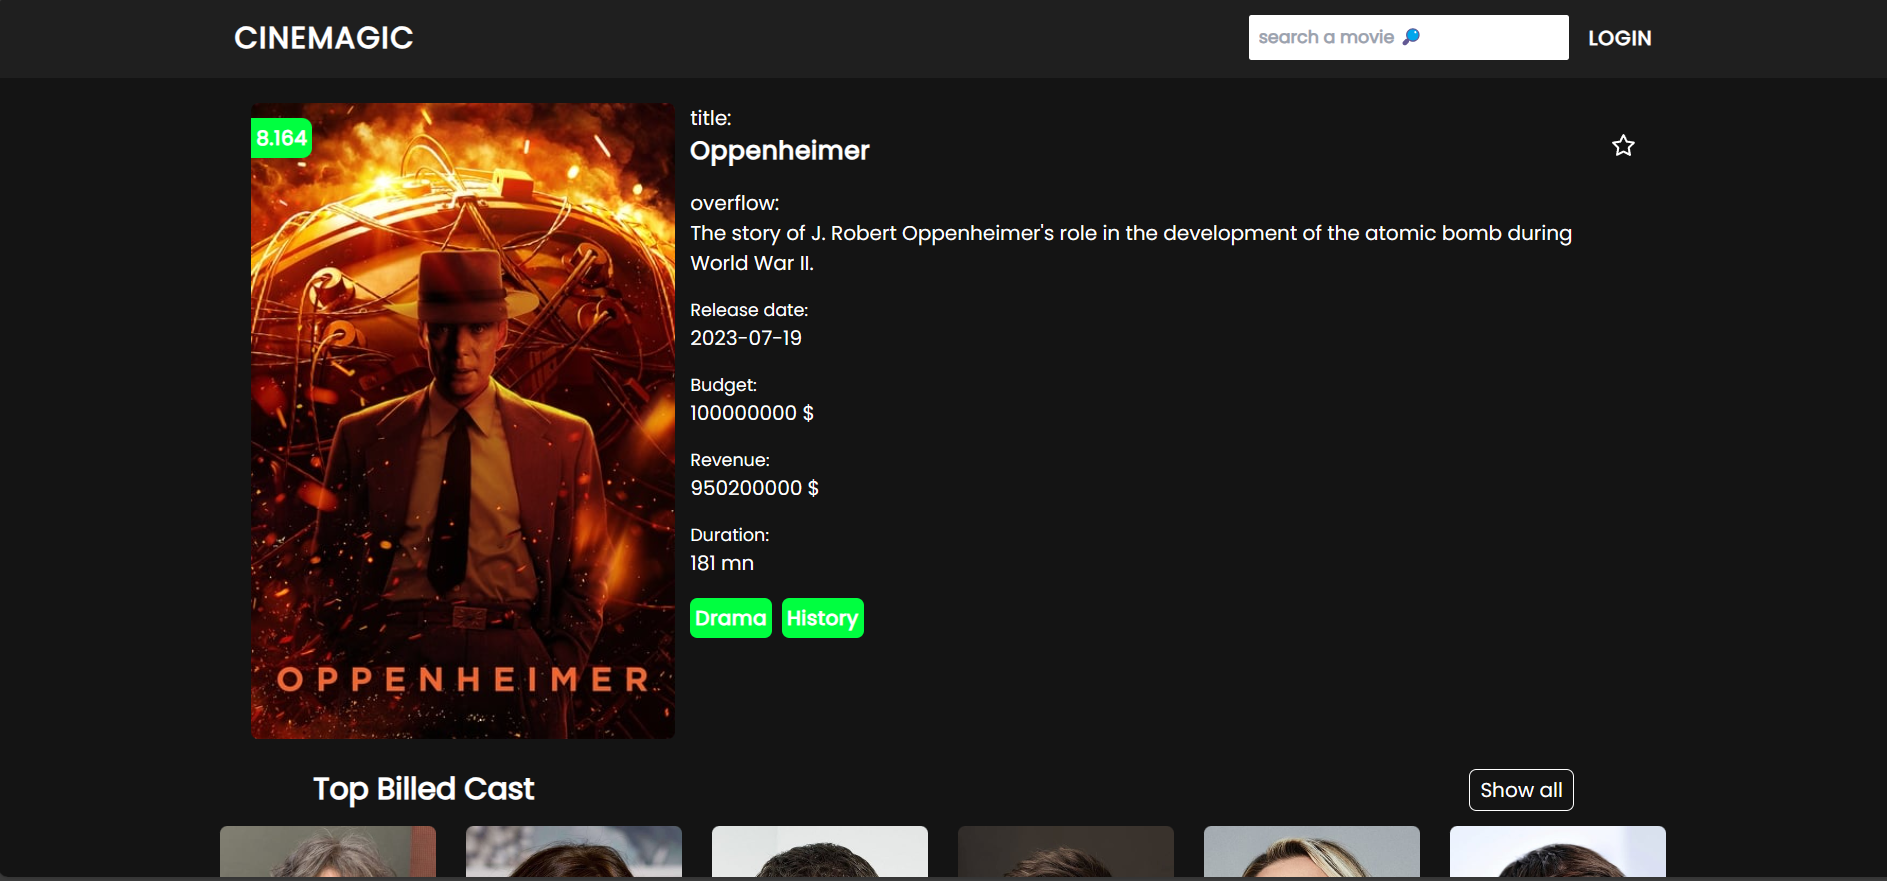 CINEMAGIC
search a movie 🔎
LOGIN
8.164
OPPENHEIMER
title:
Oppenheimer
overflow:
The story of J. Robert Oppenheimer's role in the development of the atomic bomb during
World War II.
Release date:
2023-07-19
Budget:
100000000 $
Revenue:
950200000 $
Duration:
181 mn
Drama History
Top Billed Cast
Show all